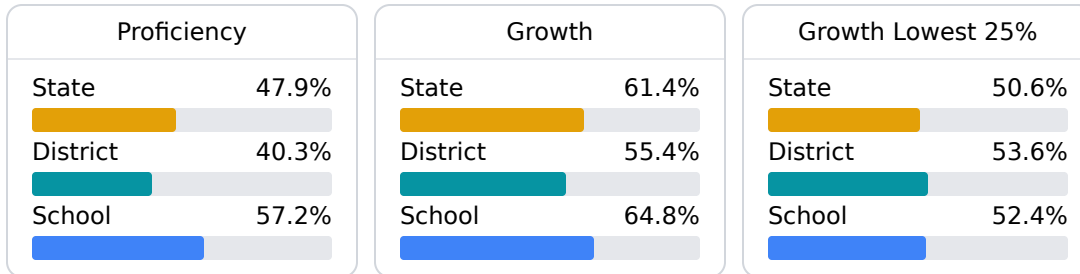 Proficiency
State 47.9%
District 40.3%
School 57.2%
Growth
State 61.4%
District 55.4%
School 64.8%
Growth Lowest 25%
State 50.6%
District 53.6%
School 52.4%